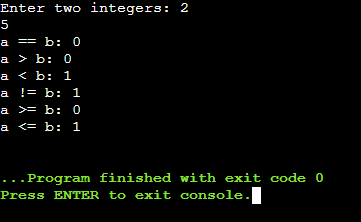 Enter two integers: 2
5
a == b: 0
a > b: 0
a < b: 1
a != b: 1
a >= b: 0
a <= b: 1
...Program finished with exit code 0
Press ENTER to exit console.